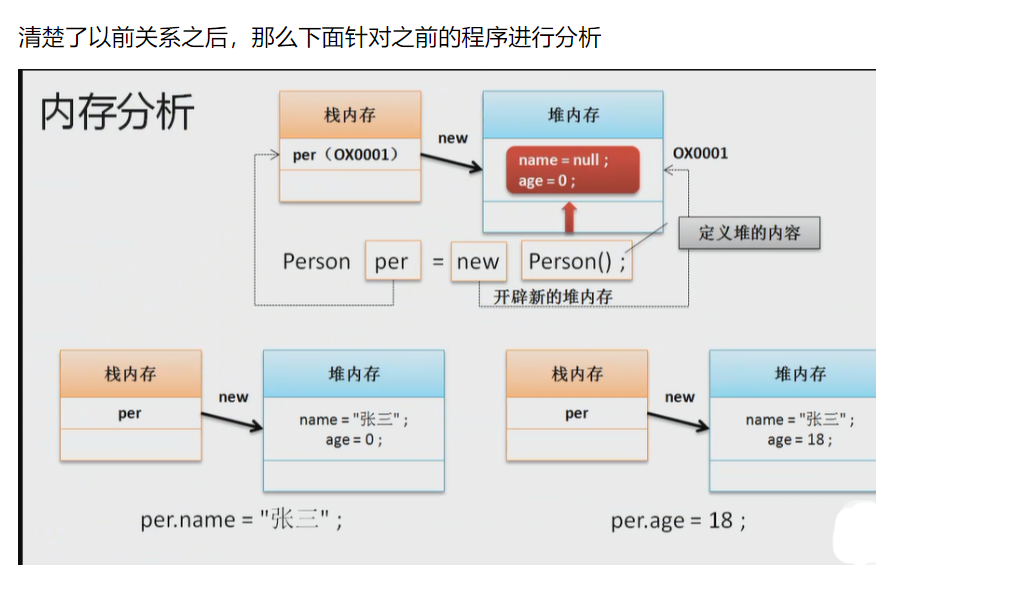 清楚了以前关系之后，那么下面针对之前的程序进行分析
内存分析
栈内存
per（OX0001）
new
堆内存
name = null ;
age = 0 ;
OX0001
定义堆的内容
Person per = new Person() ;
开辟新的堆内存
栈内存
per
new
堆内存
name = "张三" ;
age = 0 ;
per.name = "张三" ;
栈内存
per
new
堆内存
name = "张三" ;
age = 18 ;
per.age = 18 ;